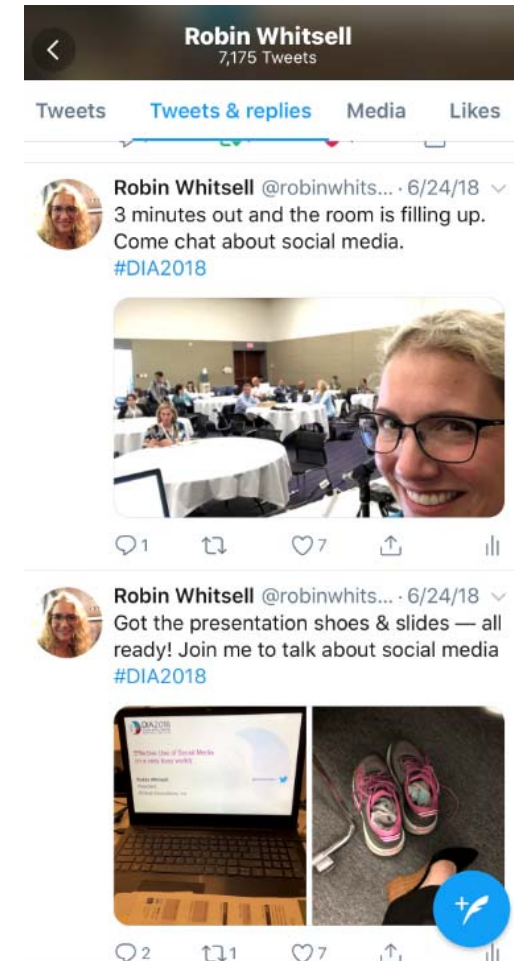 Robin Whitsell
7,175 Tweets
Tweets Tweets & replies Media Likes
Robin Whitsell @robinwhits... · 6/24/18
3 minutes out and the room is filling up.
Come chat about social media.
#DIA2018
1 7
Robin Whitsell @robinwhits... · 6/24/18
Got the presentation shoes & slides — all
ready! Join me to talk about social media
#DIA2018
DIA2018
Effective Use of Social Media
Robin Whitsell
President
2 1 7